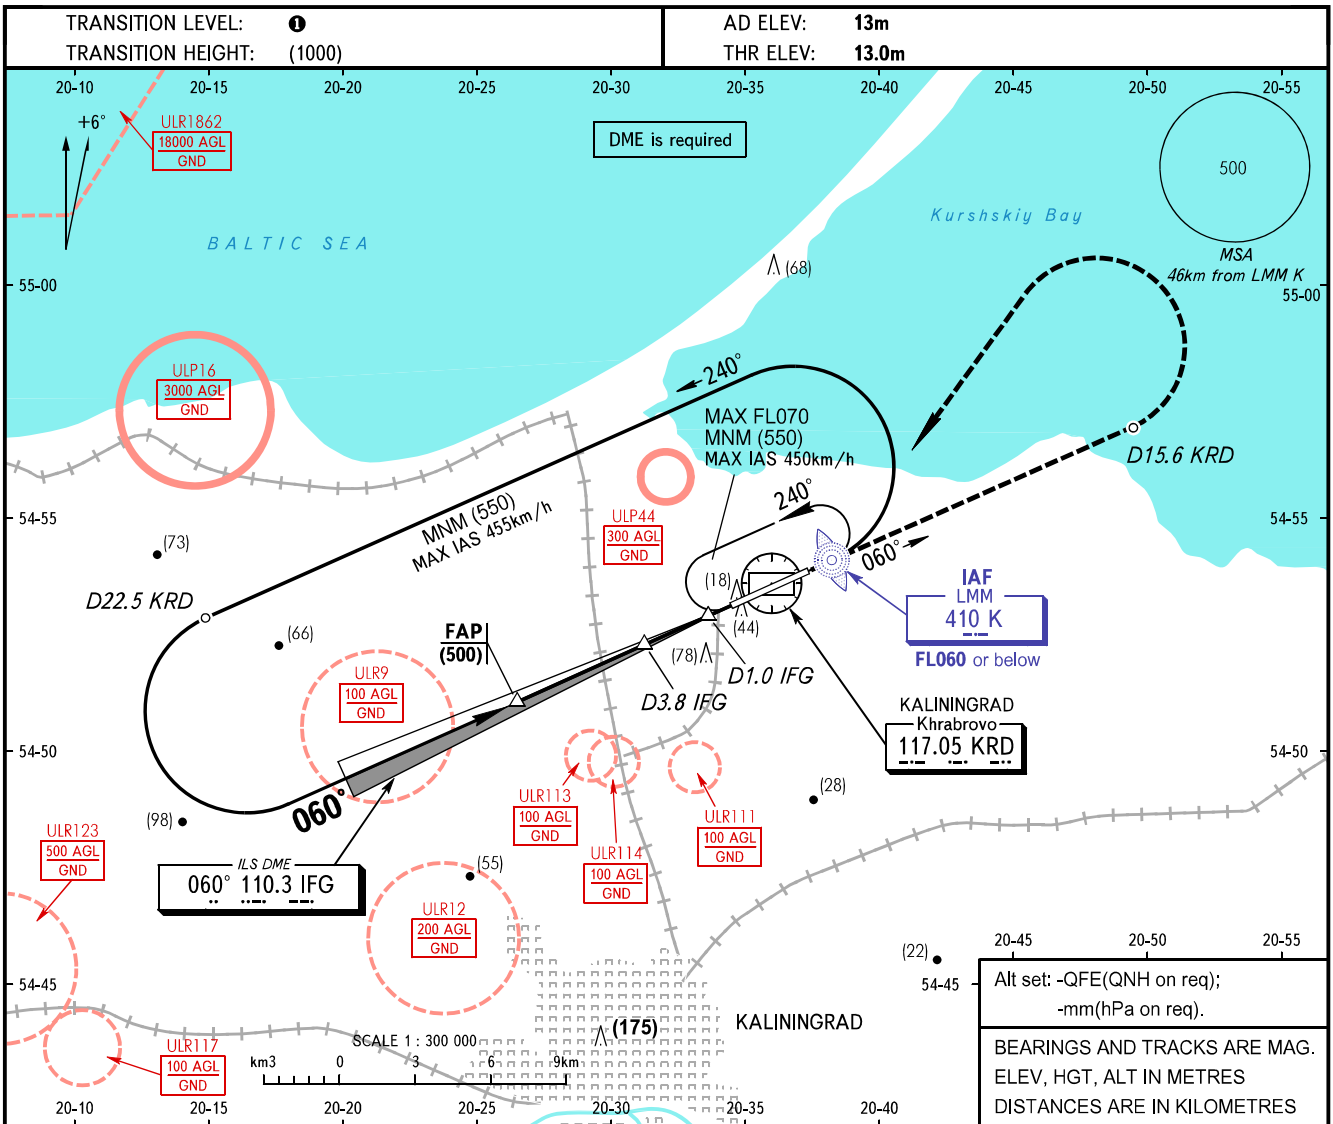 TRANSITION LEVEL: ❶
TRANSITION HEIGHT: (1000)
AD ELEV: 13m
THR ELEV: 13.0m
20-10 20-15 20-20 20-25 20-30 20-35 20-40 20-45 20-50 20-55
+6°
ULR1862
18000 AGL
GND
DME is required
500
MSA
46km from LMM K
Kurshskiy Bay
BALTIC SEA
(68)
55-00
55-00
ULP16
3000 AGL
GND
240°
MAX FL070
MNM (550)
MAX IAS 450km/h
D15.6 KRD
MNM (550)
MAX IAS 455km/h
240°
ULP44
300 AGL
GND
54-55
54-55
(73)
060°
D22.5 KRD
(18)
(44)
IAF
LMM
410 K
FL060 or below
(66)
FAP
(500)
(78)
D1.0 IFG
D3.8 IFG
ULR9
100 AGL
GND
KALININGRAD
Khrabrovo
117.05 KRD
54-50
54-50
060°
(98)
(28)
ULR113
100 AGL
GND
ULR111
100 AGL
GND
ULR114
100 AGL
GND
ULR123
500 AGL
GND
ILS DME
060° 110.3 IFG
(55)
ULR12
200 AGL
GND
(22)
20-45 20-50 20-55
54-45
54-45
Alt set: -QFE(QNH on req);
-mm(hPa on req).
(175)
KALININGRAD
ULR117
100 AGL
GND
SCALE 1 : 300 000
km3 0 3 6 9km
BEARINGS AND TRACKS ARE MAG.
ELEV, HGT, ALT IN METRES
DISTANCES ARE IN KILOMETRES
20-10 20-15 20-20 20-25 20-30 20-35 20-40